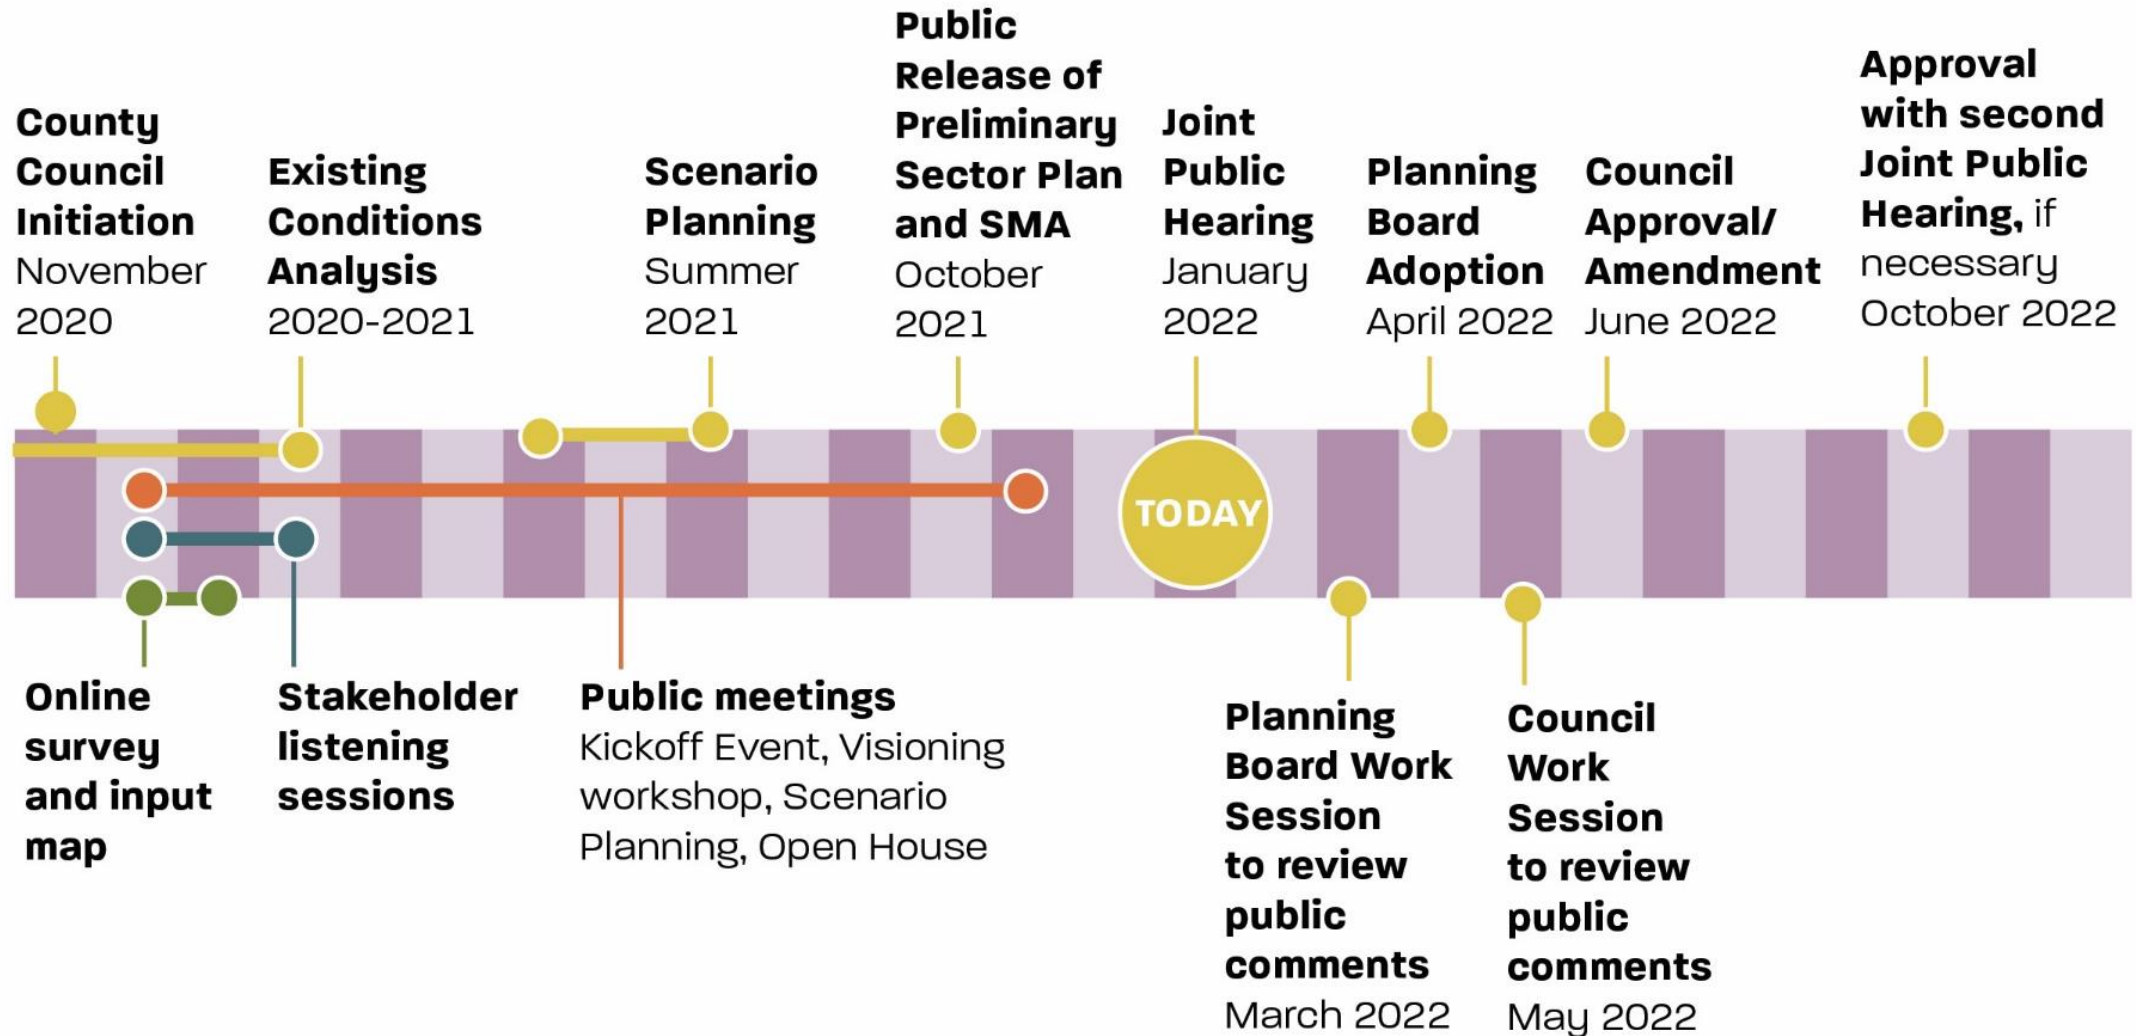 County
Council
Initiation
November
2020
Existing
Conditions
Analysis
2020-2021
Scenario
Planning
Summer
2021
Public
Release of
Preliminary
Sector Plan
and SMA
October
2021
Joint
Public
Hearing
January
2022
Planning
Board
Adoption
April 2022
Council
Approval/
Amendment
June 2022
Approval
with second
Joint Public
Hearing, if
necessary
October 2022
TODAY
Online
survey
and input
map
Stakeholder
listening
sessions
Public meetings
Kickoff Event, Visioning
workshop, Scenario
Planning, Open House
Planning
Board Work
Session
to review
public
comments
March 2022
Council
Work
Session
to review
public
comments
May 2022